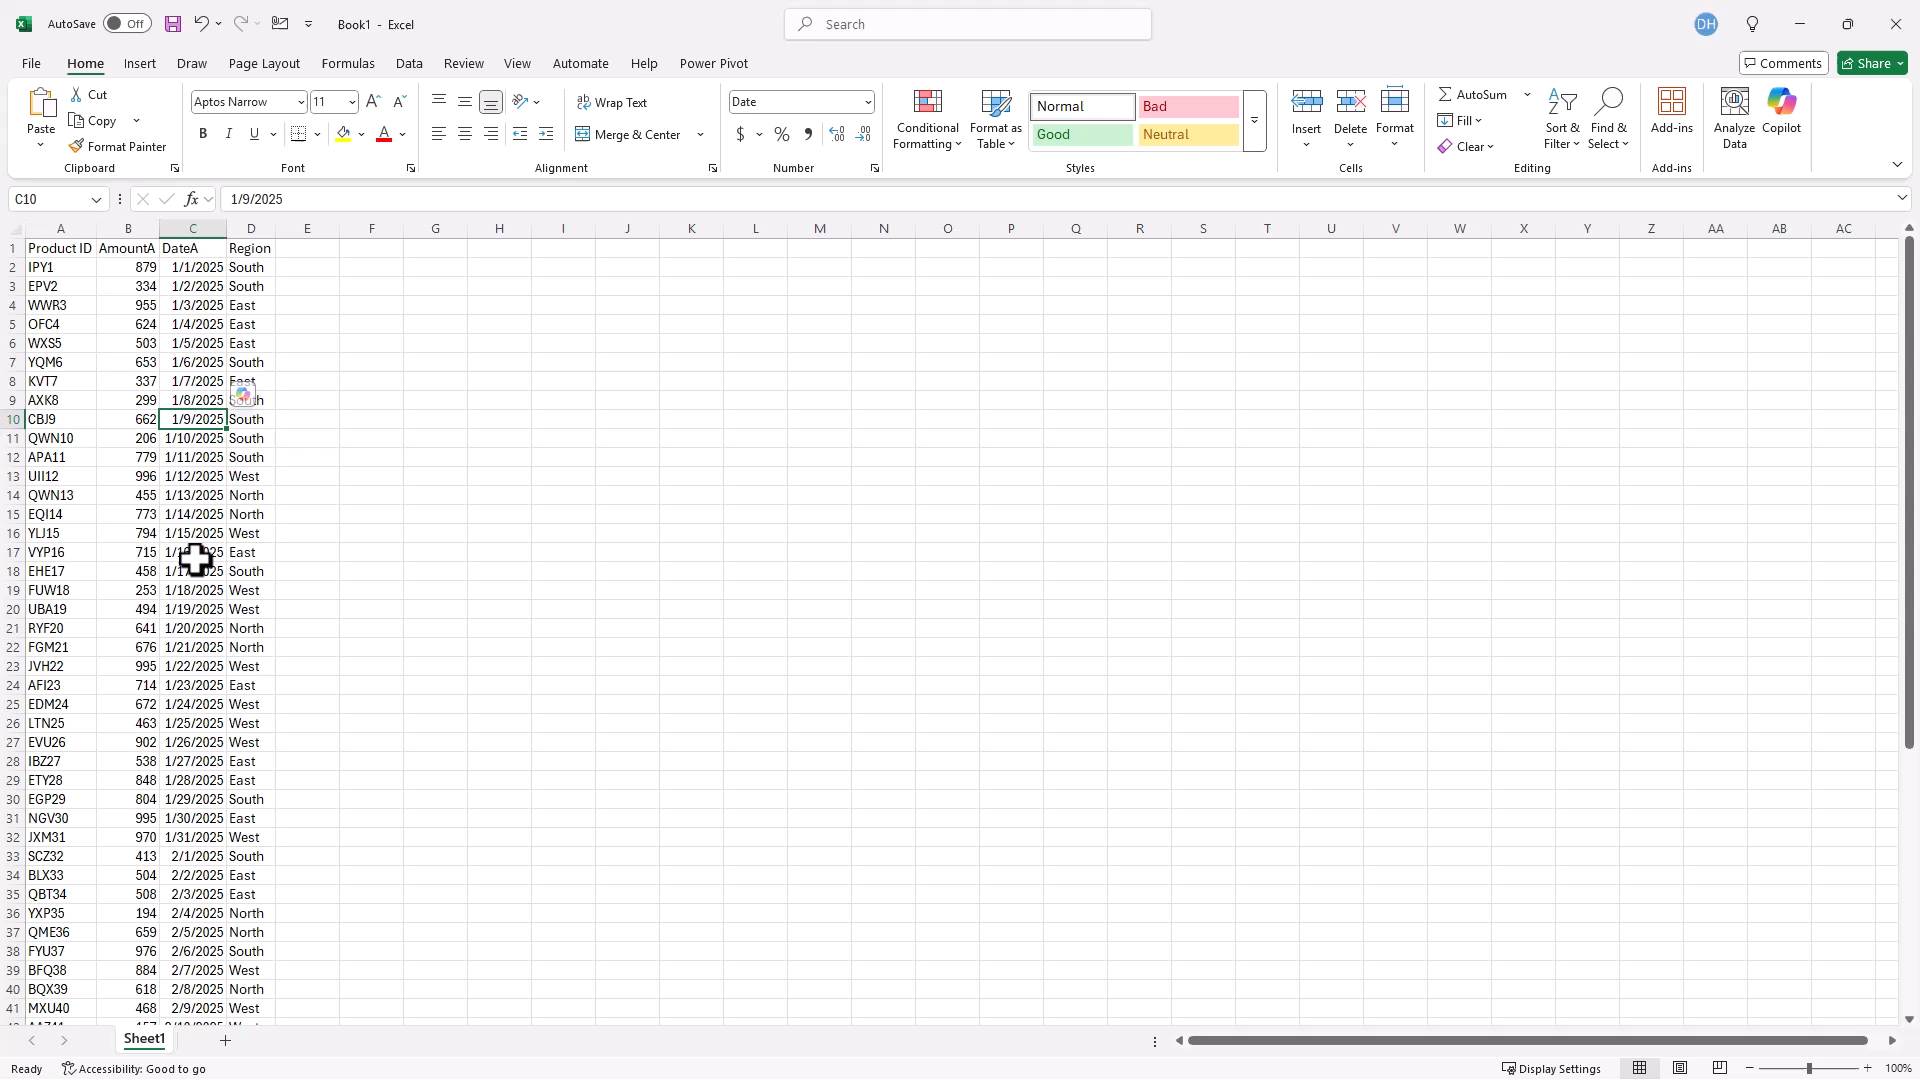 AutoSave Off Book1 - Excel Search DH
File Home Insert Draw Page Layout Formulas Data Review View Automate Help Power Pivot Comments Share
Paste Cut Copy Format Painter Clipboard
Aptos Narrow 11 B I U Font
Wrap Text Merge & Center Alignment
Date $ % Number
Conditional Formatting Format as Table Normal Bad Good Neutral Styles
Insert Delete Format Cells
AutoSum Fill Clear Sort & Filter Find & Select Editing
Add-ins Add-ins
Analyze Data Copilot
C10 fx 1/9/2025
A B C D E F G H I J K L M N O P Q R S T U V W X Y Z AA AB AC
1 Product ID AmountA DateA Region
2 IPY1 879 1/1/2025 South
3 EPV2 334 1/2/2025 South
4 WWR3 955 1/3/2025 East
5 OFC4 624 1/4/2025 East
6 WXS5 503 1/5/2025 East
7 YQM6 653 1/6/2025 South
8 KVT7 337 1/7/2025 East
9 AXK8 299 1/8/2025 South
10 CBJ9 662 1/9/2025 South
11 QWN10 206 1/10/2025 South
12 APA11 779 1/11/2025 South
13 UII12 996 1/12/2025 West
14 QWN13 455 1/13/2025 North
15 EQI14 773 1/14/2025 North
16 YLJ15 794 1/15/2025 West
17 VYP16 715 East
18 EHE17 458 South
19 FUW18 253 1/18/2025 West
20 UBA19 494 1/19/2025 West
21 RYF20 641 1/20/2025 North
22 FGM21 676 1/21/2025 North
23 JVH22 995 1/22/2025 West
24 AFI23 714 1/23/2025 East
25 EDM24 672 1/24/2025 West
26 LTN25 463 1/25/2025 West
27 EVU26 902 1/26/2025 West
28 IBZ27 538 1/27/2025 East
29 ETY28 848 1/28/2025 East
30 EGP29 804 1/29/2025 South
31 NGV30 995 1/30/2025 East
32 JXM31 970 1/31/2025 West
33 SCZ32 413 2/1/2025 South
34 BLX33 504 2/2/2025 East
35 QBT34 508 2/3/2025 East
36 YXP35 194 2/4/2025 North
37 QME36 659 2/5/2025 North
38 FYU37 976 2/6/2025 South
39 BFQ38 884 2/7/2025 West
40 BQX39 618 2/8/2025 North
41 MXU40 468 2/9/2025 West
Sheet1
Ready Accessibility: Good to go Display Settings 100%